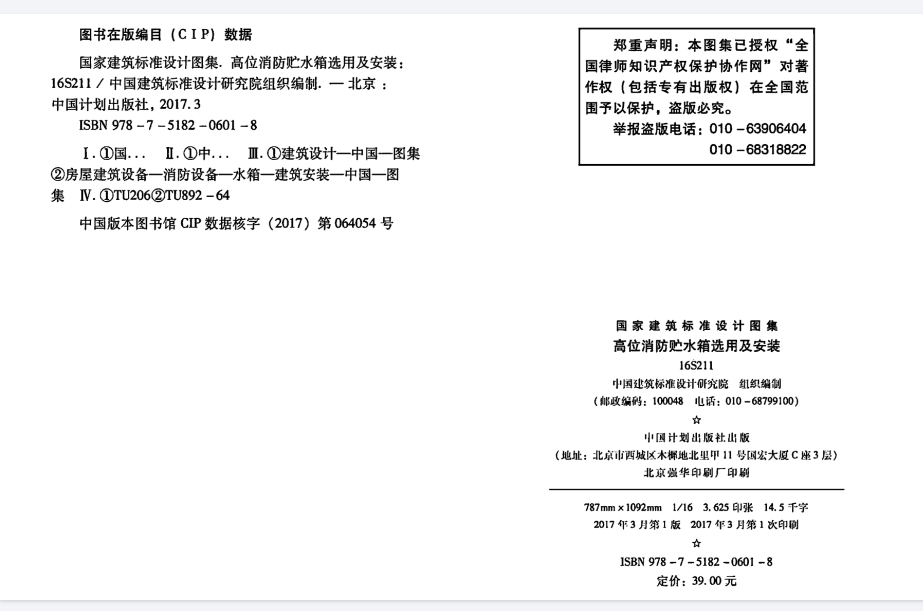 图书在版编目（CIP）数据
国家建筑标准设计图集. 高位消防贮水箱选用及安装：
16S211 / 中国建筑标准设计研究院组织编制. — 北京：
中国计划出版社，2017.3
ISBN 978－7－5182－0601－8
Ⅰ.①国... Ⅱ.①中... Ⅲ.①建筑设计—中国—图集
②房屋建筑设备—消防设备—水箱—建筑安装—中国—图
集 Ⅳ.①TU206②TU892－64
中国版本图书馆 CIP 数据核字（2017）第 064054 号
郑重声明：本图集已授权“全
国律师知识产权保护协作网”对著
作权（包括专有出版权）在全国范
围予以保护，盗版必究。
举报盗版电话：010－63906404
010－68318822
国家建筑标准设计图集
高位消防贮水箱选用及安装
16S211
中国建筑标准设计研究院 组织编制
（邮政编码：100048 电话：010－68799100）
☆
中国计划出版社出版
（地址：北京市西城区木樨地北里甲 11 号国宏大厦 C 座 3 层）
北京强华印刷厂印刷
787mm×1092mm 1/16 3.625 印张 14.5 千字
2017 年 3 月第 1 版 2017 年 3 月第 1 次印刷
☆
ISBN 978－7－5182－0601－8
定价：39.00 元